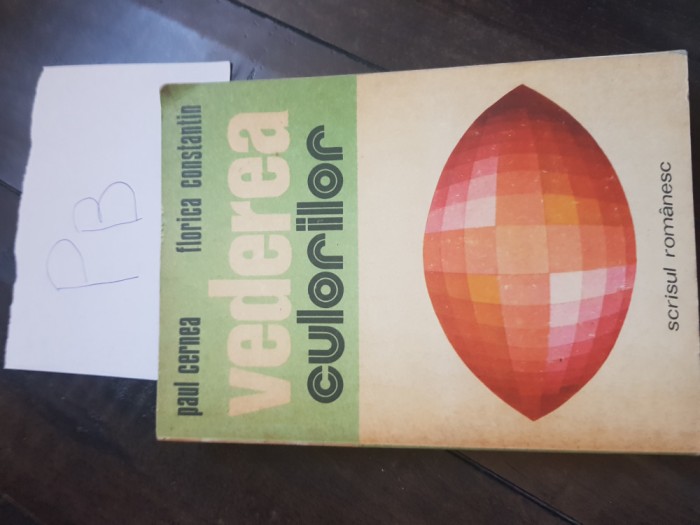 PB
paul cernea florica constantin
vederea
culorilor
scrisul românesc